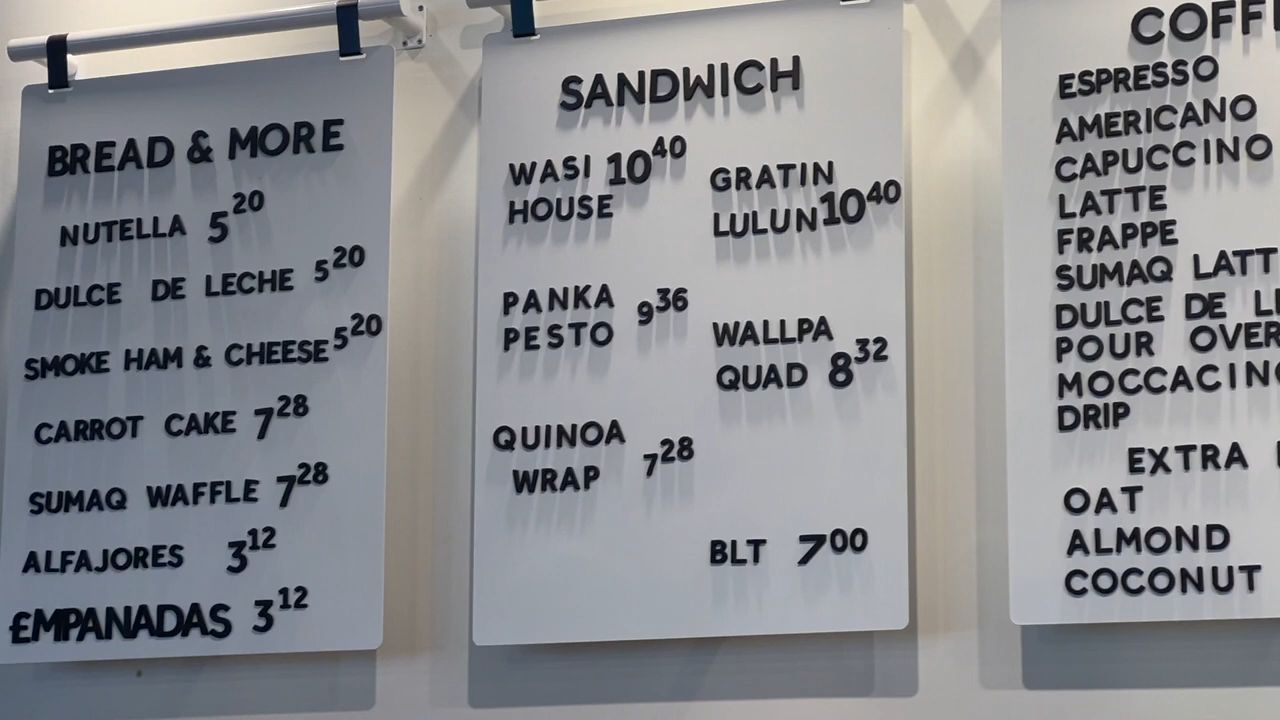 BREAD & MORE
NUTELLA 5 20
DULCE DE LECHE 5 20
SMOKE HAM & CHEESE 5 20
CARROT CAKE 7 28
SUMAQ WAFFLE 7 28
ALFAJORES 3 12
EMPANADAS 3 12
SANDWICH
WASI 10 40
HOUSE
PANKA
PESTO 9 36
QUINOA
WRAP 7 28
GRATIN
LULUN 10 40
WALLPA
QUAD 8 32
BLT 7 00
ESPRESSO
AMERICANO
CAPUCCINO
LATTE
FRAPPE
SUMAQ
DULCE DE
POUR OVER
DRIP
EXTRA
OAT
ALMOND
COCONUT